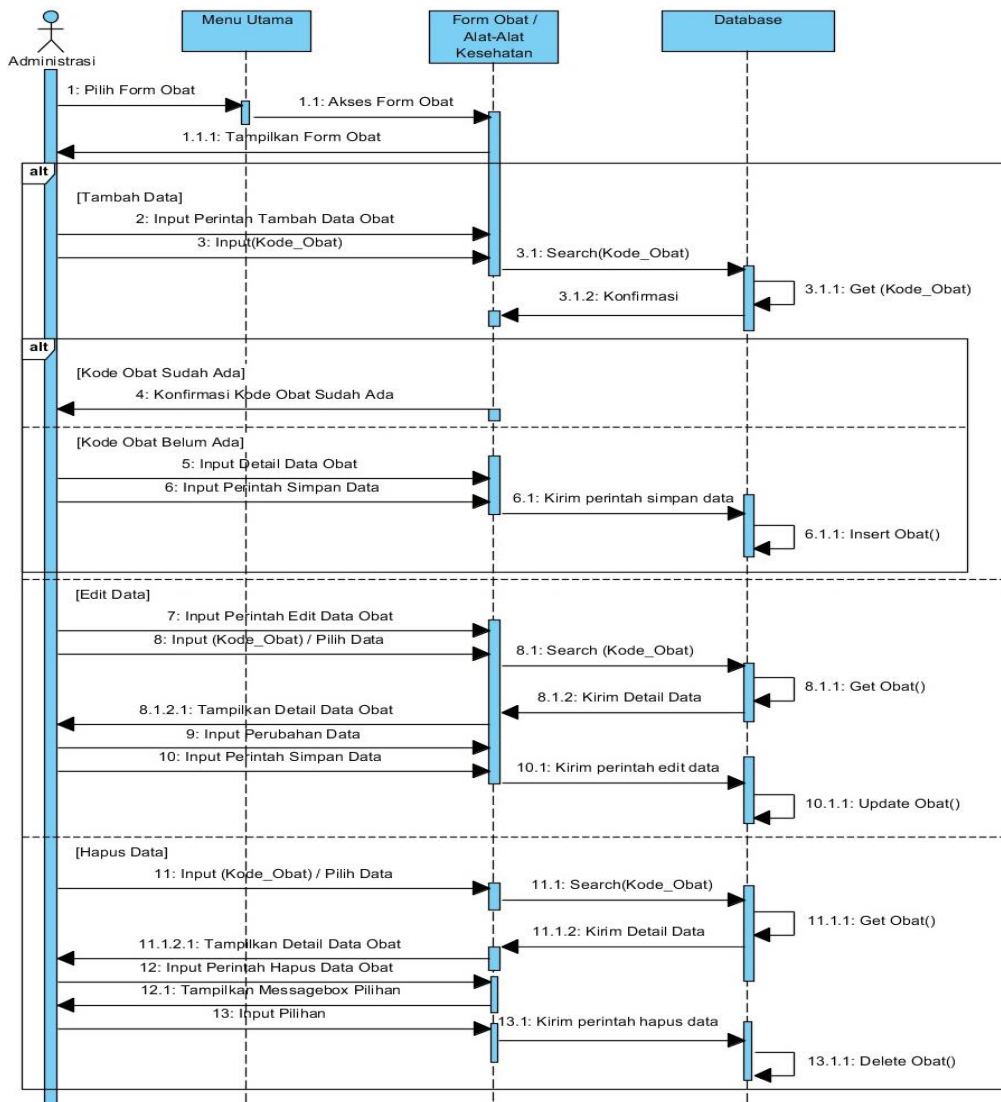 Administrasi
Menu Utama
Form Obat /
Alat-Alat
Kesehatan
Database
1: Pilih Form Obat
1.1: Akses Form Obat
1.1.1: Tampilkan Form Obat
alt
[Tambah Data]
2: Input Perintah Tambah Data Obat
3: Input(Kode_Obat)
3.1: Search(Kode_Obat)
3.1.1: Get (Kode_Obat)
3.1.2: Konfirmasi
alt
[Kode Obat Sudah Ada]
4: Konfirmasi Kode Obat Sudah Ada
[Kode Obat Belum Ada]
5: Input Detail Data Obat
6: Input Perintah Simpan Data
6.1: Kirim perintah simpan data
6.1.1: Insert Obat()
[Edit Data]
7: Input Perintah Edit Data Obat
8: Input (Kode_Obat) / Pilih Data
8.1: Search (Kode_Obat)
8.1.1: Get Obat()
8.1.2: Kirim Detail Data
8.1.2.1: Tampilkan Detail Data Obat
9: Input Perubahan Data
10: Input Perintah Simpan Data
10.1: Kirim perintah edit data
10.1.1: Update Obat()
[Hapus Data]
11: Input (Kode_Obat) / Pilih Data
11.1: Search(Kode_Obat)
11.1.1: Get Obat()
11.1.2: Kirim Detail Data
11.1.2.1: Tampilkan Detail Data Obat
12: Input Perintah Hapus Data Obat
12.1: Tampilkan Messagebox Pilihan
13: Input Pilihan
13.1: Kirim perintah hapus data
13.1.1: Delete Obat()